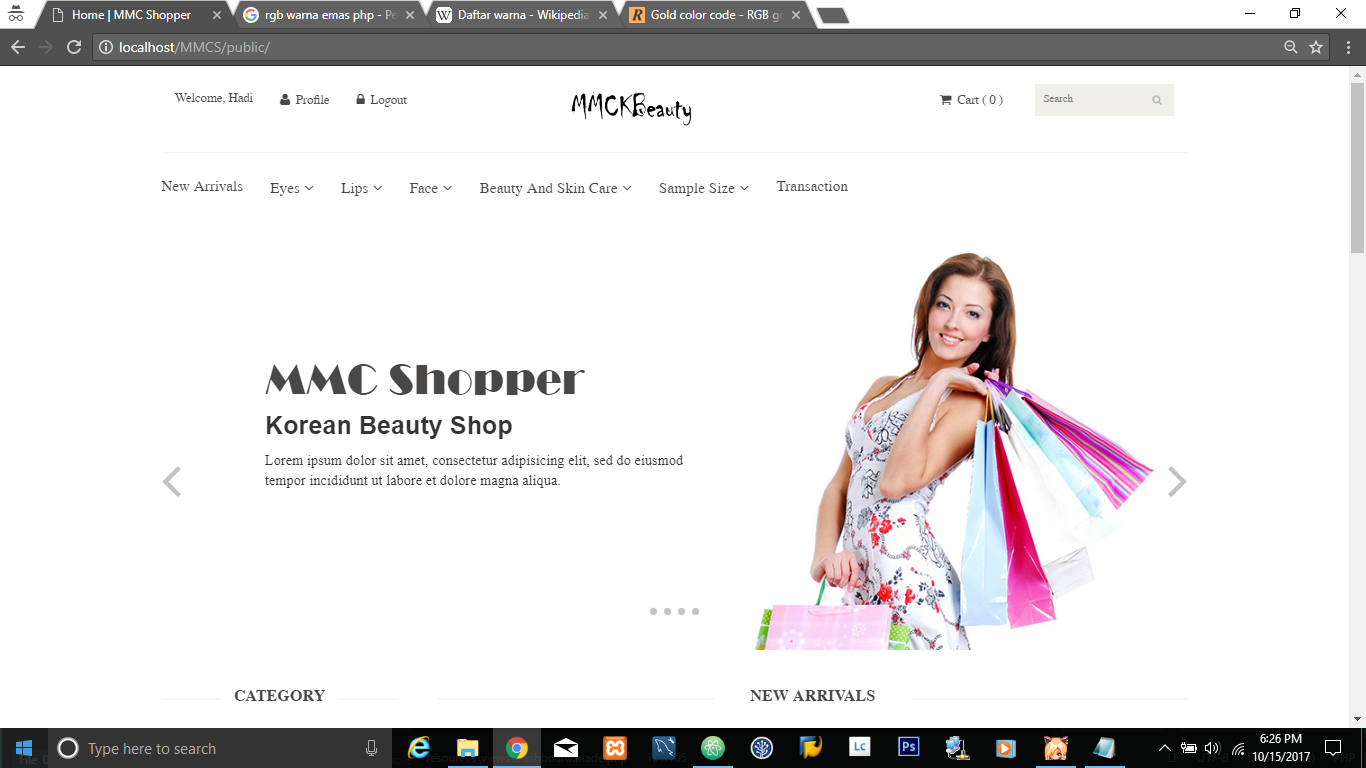 Home | MMC Shopper
rgb warna emas php - Pe
Daftar warna - Wikipedia
Gold color code - RGB g
localhost/MMCS/public/
Welcome, Hadi
Profile
Logout
MMCKBeauty
Cart ( 0 )
Search
New Arrivals
Eyes
Lips
Face
Beauty And Skin Care
Sample Size
Transaction
MMC Shopper
Korean Beauty Shop
Lorem ipsum dolor sit amet, consectetur adipisicing elit, sed do eiusmod
tempor incididunt ut labore et dolore magna aliqua.
CATEGORY
NEW ARRIVALS
Type here to search
Lc
Ps
6:26 PM
10/15/2017